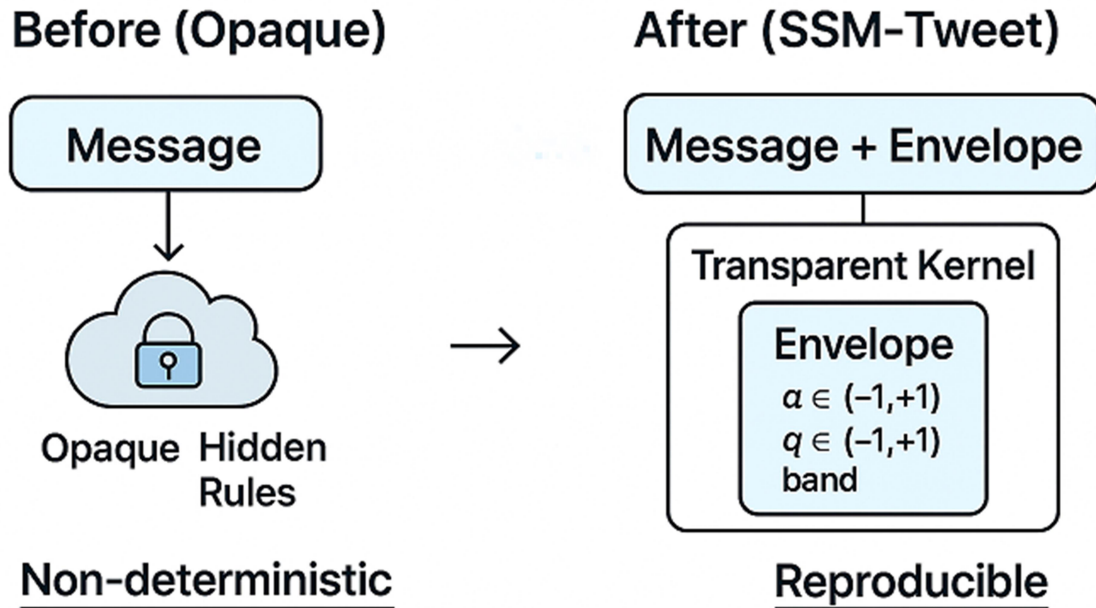 Before (Opaque)
Message
Opaque Hidden
Rules
Non-deterministic
After (SSM-Tweet)
Message + Envelope
Transparent Kernel
Envelope
a ∈ (–1,+1)
q ∈ (–1,+1)
band
Reproducible